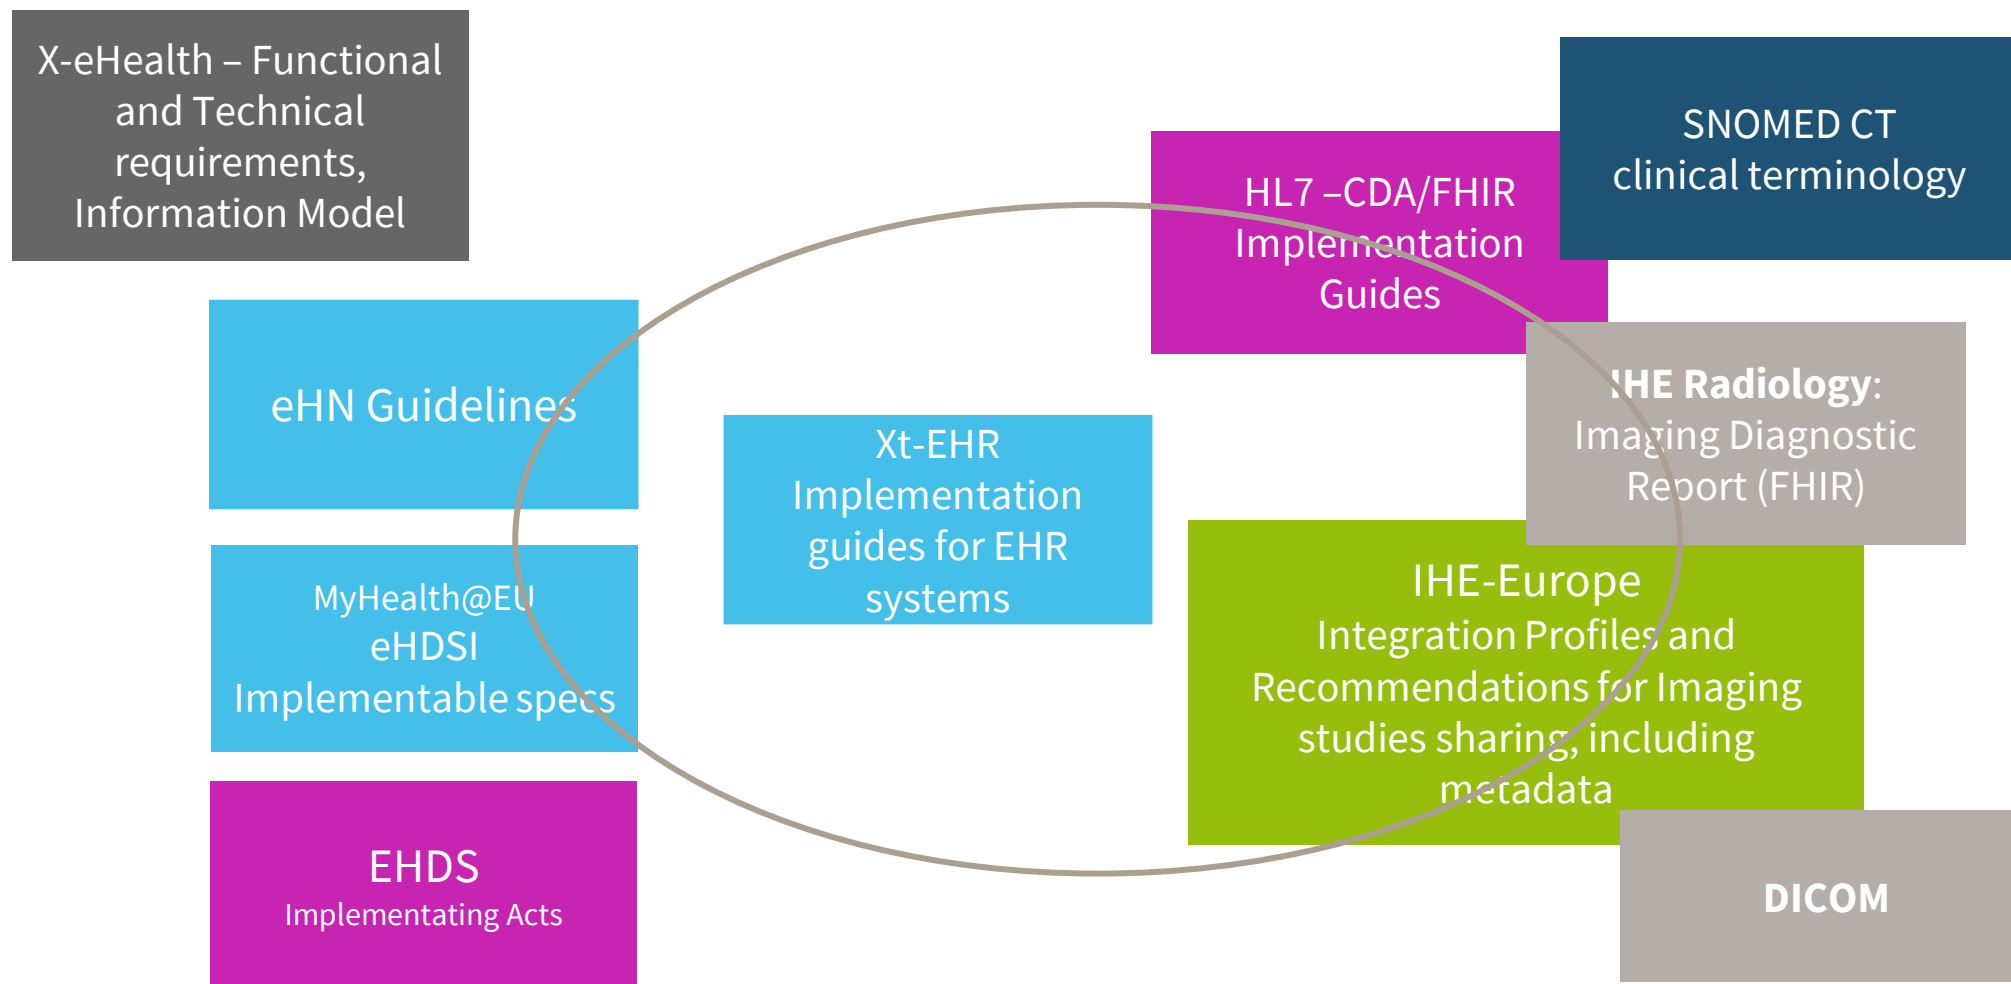 X-eHealth – Functional
and Technical
requirements,
Information Model
SNOMED CT
clinical terminology
HL7 –CDA/FHIR
Implementation
Guides
eHN Guidelines
IHE Radiology:
Imaging Diagnostic
Report (FHIR)
Xt-EHR
Implementation
guides for EHR
systems
MyHealth@EU
eHDSI
Implementable specs
IHE-Europe
Integration Profiles and
Recommendations for Imaging
studies sharing, including
metadata
EHDS
Implementating Acts
DICOM